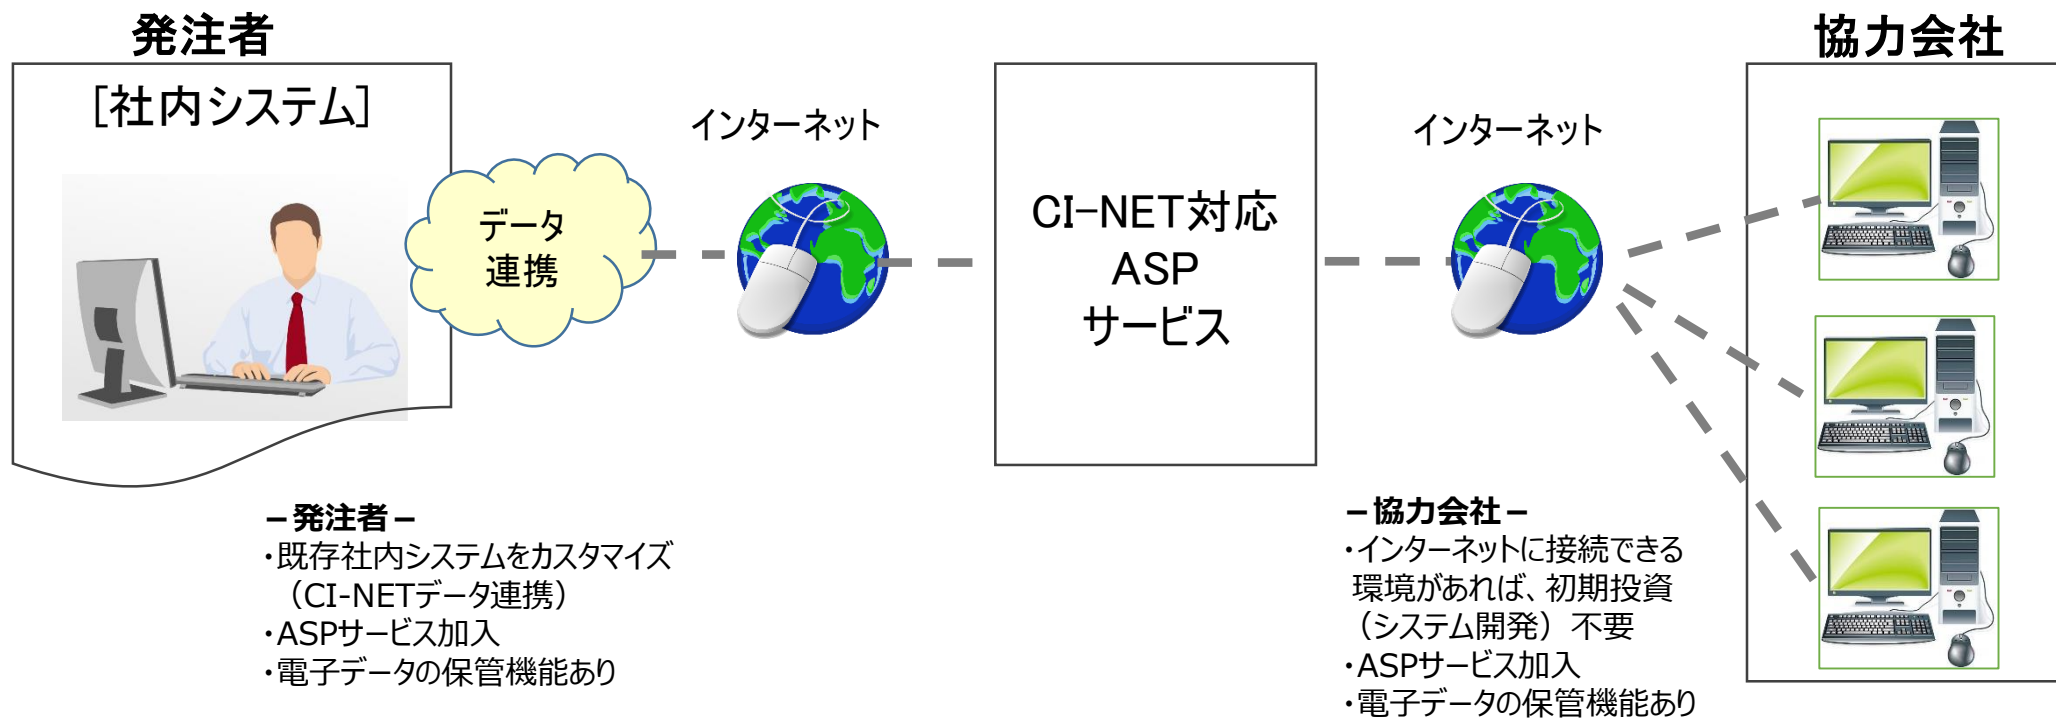 発注者
[社内システム]
データ
連携
インターネット
CI-NET対応
ASP
サービス
インターネット
協力会社
－発注者－
・既存社内システムをカスタマイズ
（CI-NETデータ連携）
・ASPサービス加入
・電子データの保管機能あり
－協力会社－
・インターネットに接続できる
環境があれば、初期投資
（システム開発）不要
・ASPサービス加入
・電子データの保管機能あり